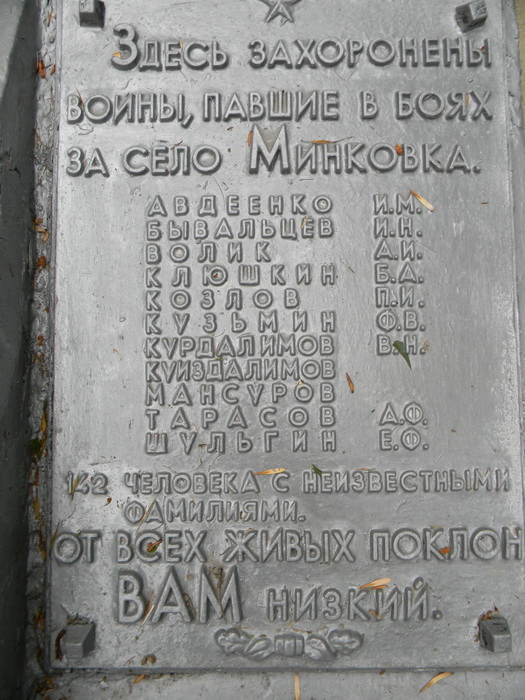 Здесь захоронены
воины, павшие в боях
за село Минковка.
АВДЕЕНКО И.М.
БЫВАЛЬЦЕВ И.Н.
ВОЛИК А.И.
КЛЮШКИН Б.А.
КОЗЛОВ П.И.
КУЗЬМИН Ф.В.
КУРДАЛИМОВ В.Н.
КУИЗДАЛИМОВ
МАНСУРОВ
ТАРАСОВ А.Ф.
ШУЛЬГИН Е.Ф.
142 ЧЕЛОВЕКА С НЕИЗВЕСТНЫМИ
ФАМИЛИЯМИ.
ОТ ВСЕХ ЖИВЫХ ПОКЛОН
ВАМ НИЗКИЙ.